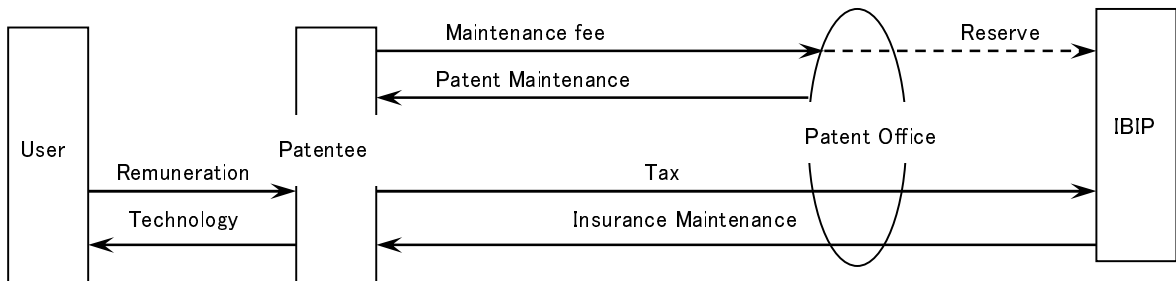 Maintenance fee
Reserve
Patent Maintenance
User
Patentee
Patent Office
IBIP
Remuneration
Tax
Technology
Insurance Maintenance